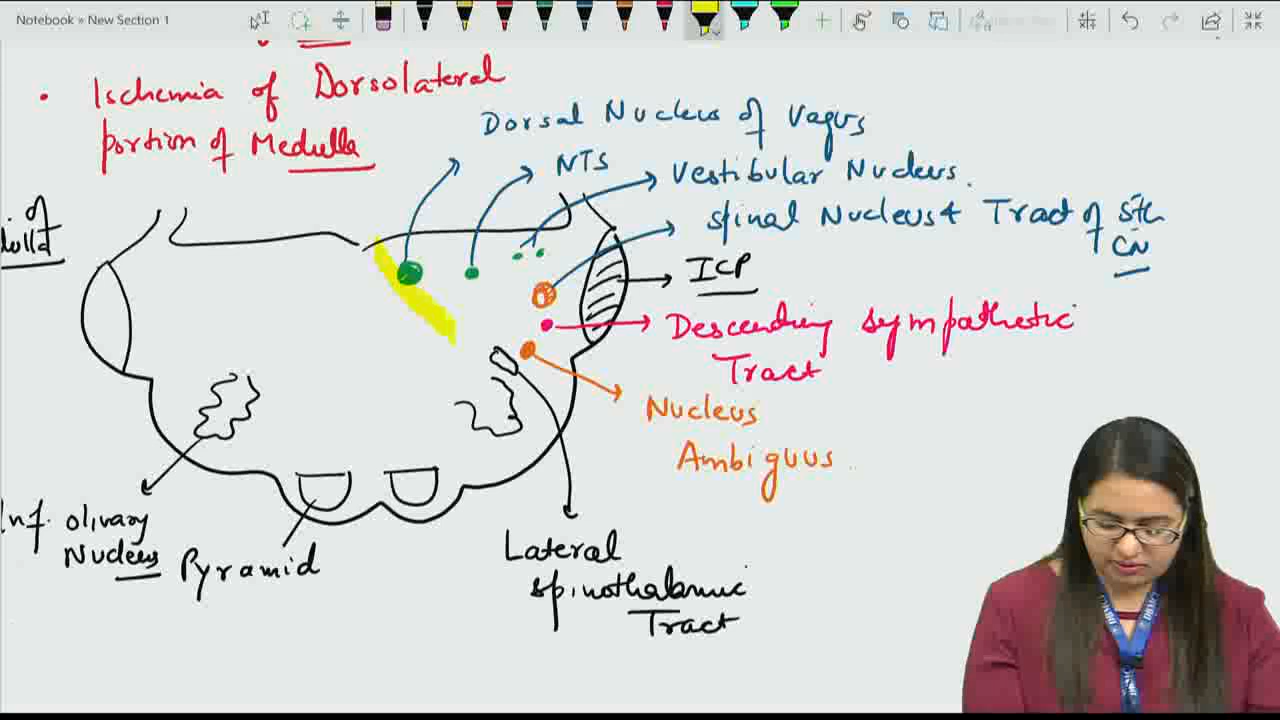 Notebook » New Section 1
• Ischemia of Dorsolateral
portion of Medulla
Dorsal Nucleus of Vagus
NTS
Vestibular Nucleus.
Spinal Nucleus & Tract of 5th
CN
of
ICP
Descending sympathetic
Tract
Nucleus
Ambiguus
Inf. olivary
Nucleus
Pyramid
Lateral
Spinothalamic
Tract